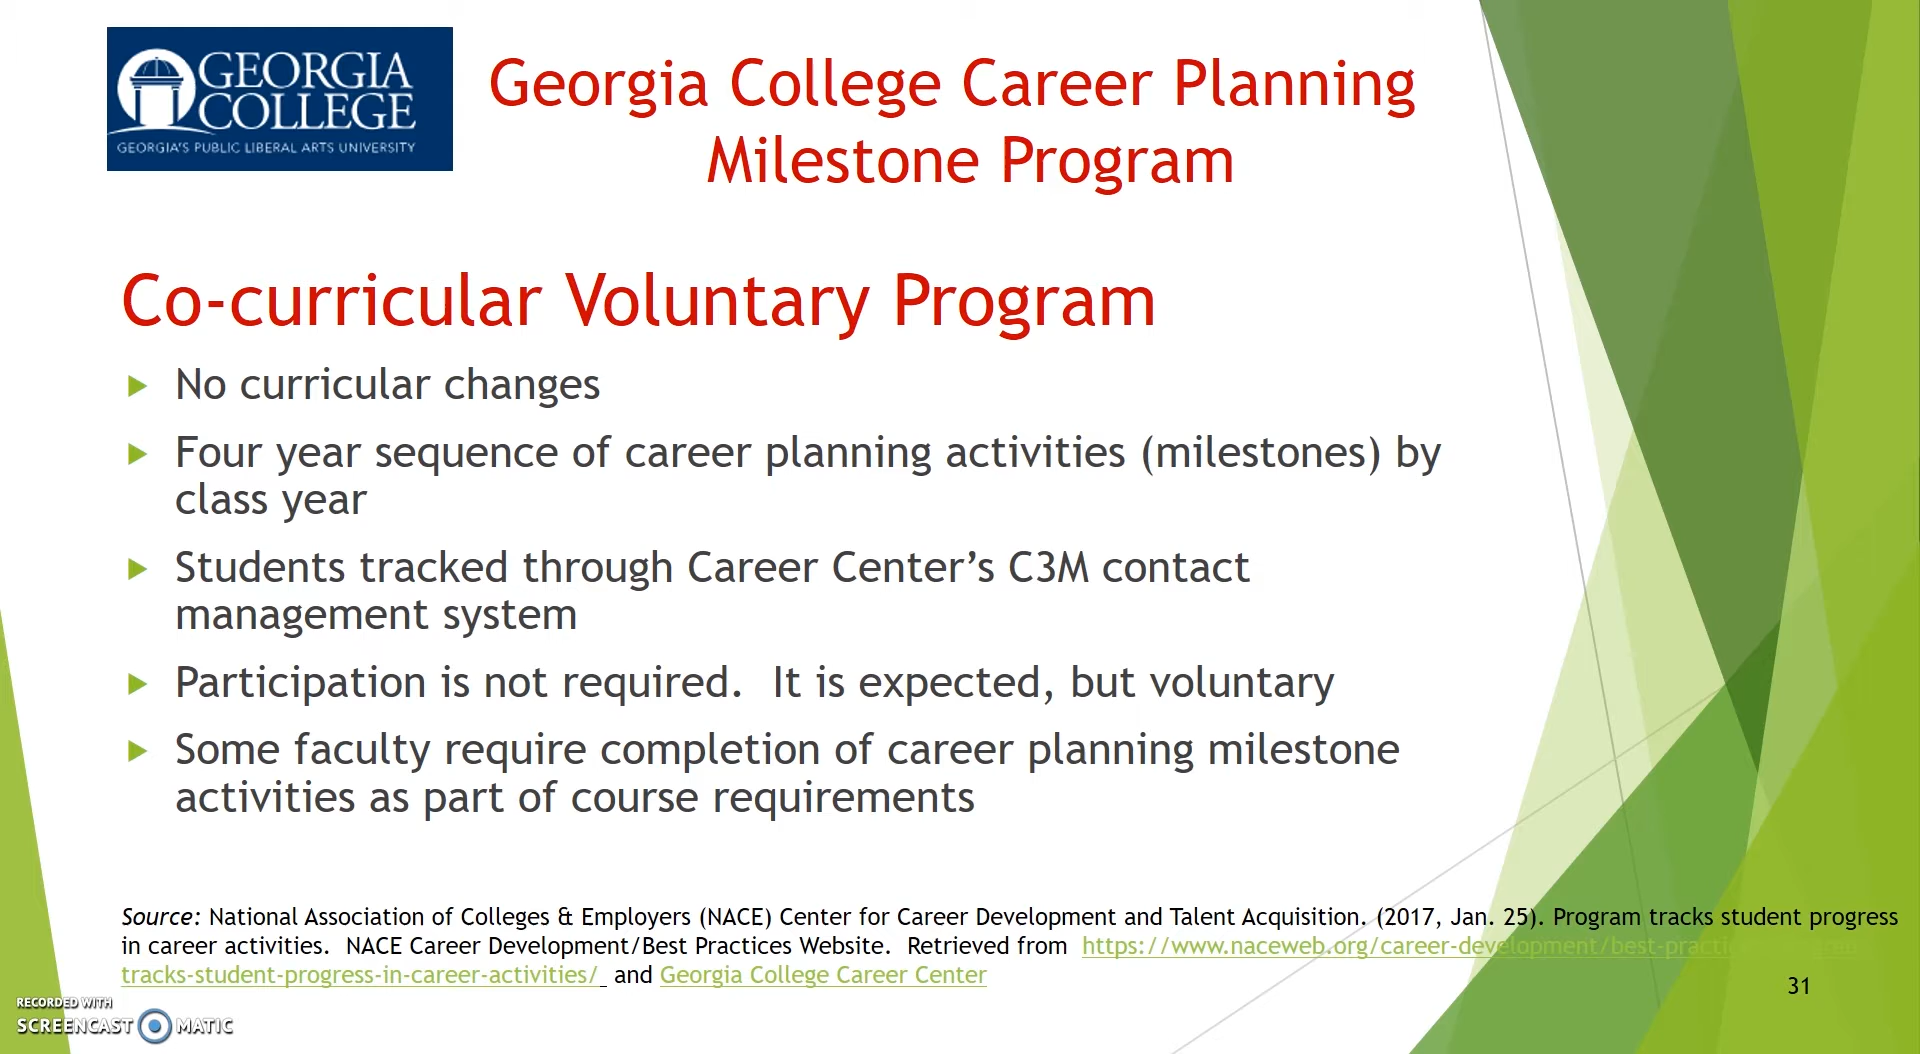 GEORGIA
COLLEGE
GEORGIA'S PUBLIC LIBERAL ARTS UNIVERSITY
Georgia College Career Planning
Milestone Program
Co-curricular Voluntary Program
No curricular changes
Four year sequence of career planning activities (milestones) by
class year
Students tracked through Career Center’s C3M contact
management system
Participation is not required.  It is expected, but voluntary
Some faculty require completion of career planning milestone
activities as part of course requirements
Source: National Association of Colleges & Employers (NACE) Center for Career Development and Talent Acquisition. (2017, Jan. 25). Program tracks student progress
in career activities.  NACE Career Development/Best Practices Website.  Retrieved from  https://www.naceweb.org/career-development/best-practi
tracks-student-progress-in-career-activities/  and Georgia College Career Center
31
RECORDED WITH
SCREENCAST MATIC